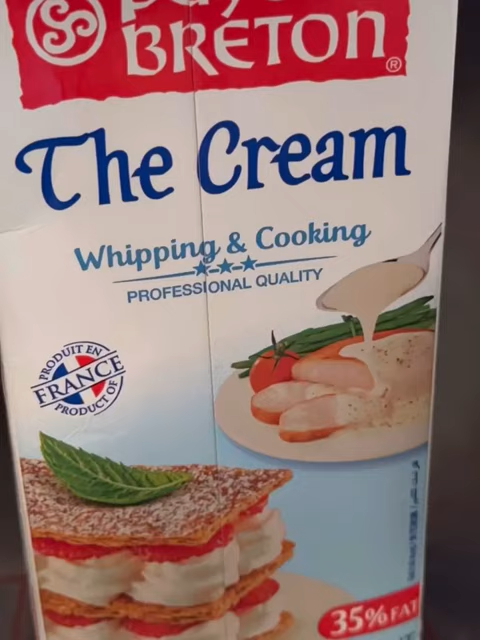 BRETON®
The Cream
Whipping & Cooking
PROFESSIONAL QUALITY
PRODUIT EN
FRANCE
PRODUCT OF
35% FAT